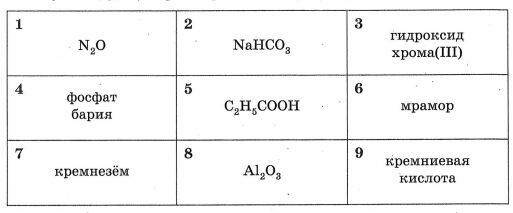 1
N₂O
2
NaHCO₃
3
гидроксид
хрома(III)
4
фосфат
бария
5
C₂H₅COOH
6
мрамор
7
кремнезём
8
Al₂O₃
9
кремниевая
кислота